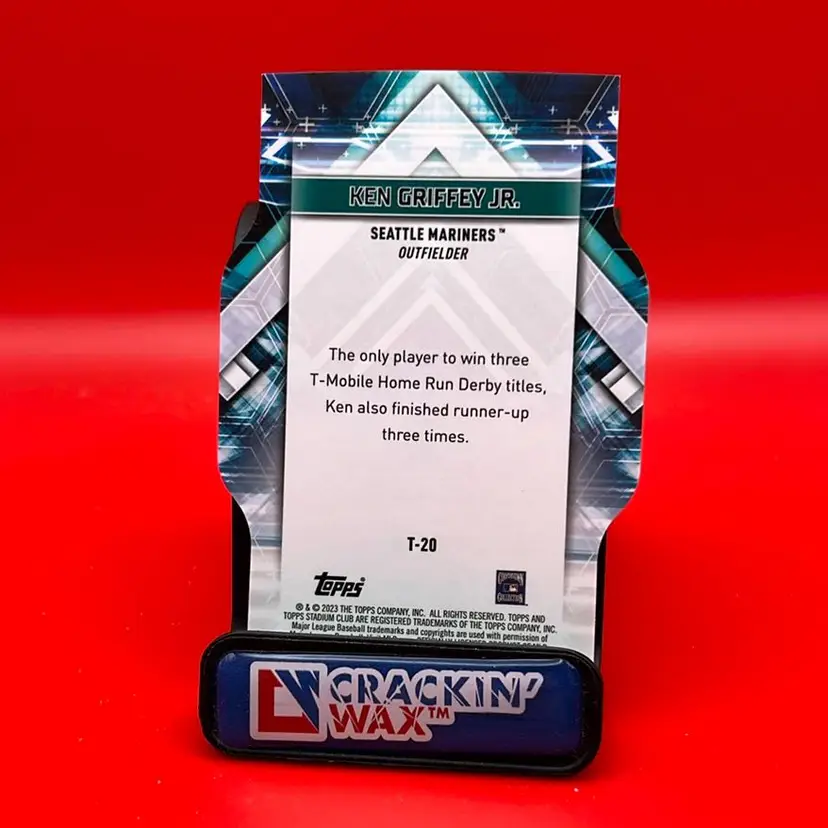 KEN GRIFFEY JR.
SEATTLE MARINERS™
OUTFIELDER
The only player to win three
T-Mobile Home Run Derby titles,
Ken also finished runner-up
three times.
T-20
Topps
COOPERSTOWN
COLLECTION
® & © 2023 THE TOPPS COMPANY, INC. ALL RIGHTS RESERVED. TOPPS AND
TOPPS STADIUM CLUB ARE REGISTERED TRADEMARKS OF THE TOPPS COMPANY, INC.
Major League Baseball trademarks and copyrights are used with permission of
CRACKIN'
WAX™